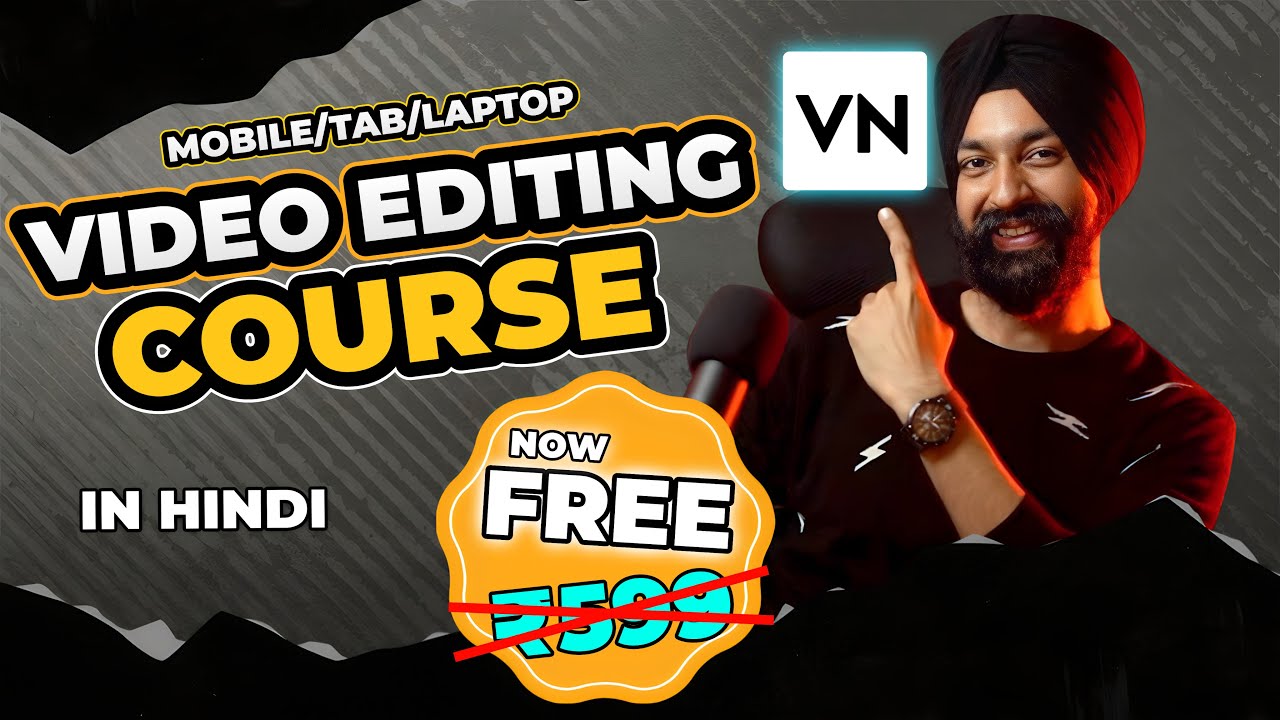 MOBILE/TAB/LAPTOP
VIDEO EDITING
COURSE
VN
IN HINDI
NOW
FREE
₹599